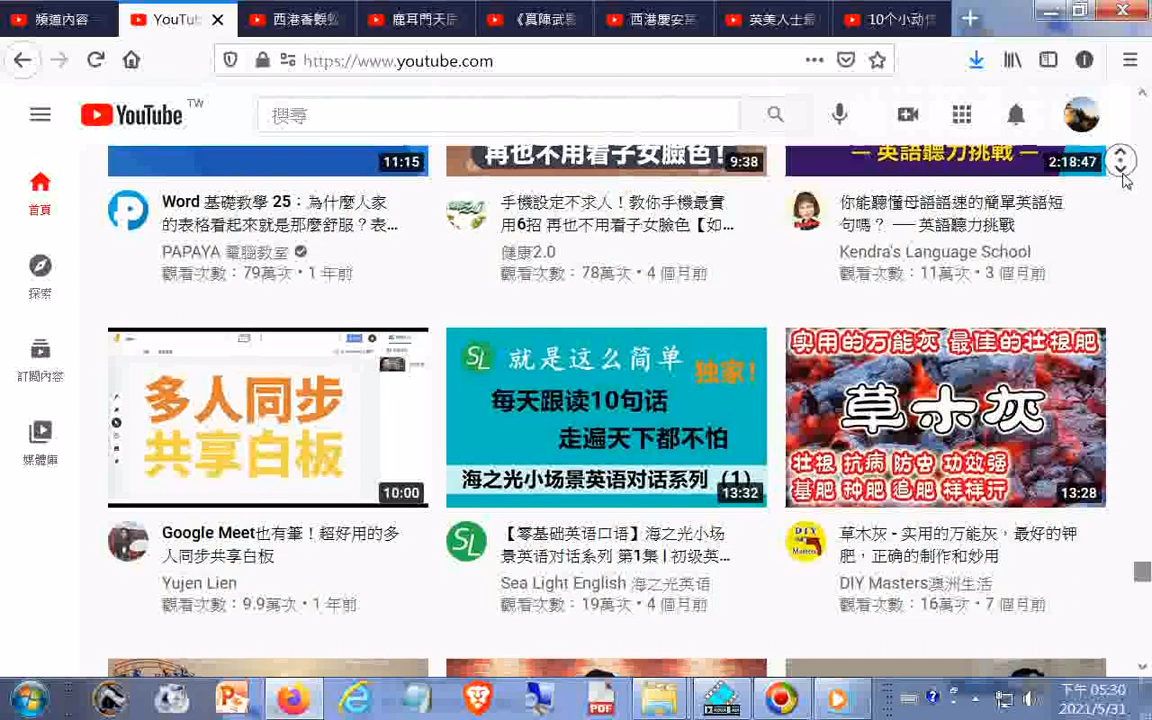 頻道內容
YouTu
西港香
鹿耳門天
《真陳武
西港慶安
英美人士
10个小动
https://www.youtube.com
YouTube TW
搜尋
首頁
探索
訂閱內容
媒體庫
11:15
再也不用看子女臉色!
9:38
— 英語聽力挑戰 —
2:18:47
Word 基礎教學 25：為什麼人家
的表格看起來就是那麼舒服？表...
PAPAYA 電腦教室
觀看次數：79萬次・1 年前
手機設定不求人！教你手機最實
用6招 再也不用看子女臉色【如...
健康2.0
觀看次數：78萬次・4 個月前
你能聽懂母語語速的簡單英語短
句嗎？ —— 英語聽力挑戰
Kendra's Language School
觀看次數：11萬次・3 個月前
多人同步
共享白板
10:00
SL 就是这么简单
独家!
每天跟读10句话
走遍天下都不怕
海之光小场景英语对话系列 (1)
13:32
实用的万能灰 最佳的壮根肥
草木灰
壮根 抗病 防虫 功效强
基肥 种肥 追肥 样样行
13:28
Google Meet也有筆！超好用的多
人同步共享白板
Yujen Lien
觀看次數：9.9萬次・1 年前
SL
【零基础英语口语】海之光小场
景英语对话系列 第1集 | 初级英...
Sea Light English 海之光英语
觀看次數：19萬次・4 個月前
DIY
Masters
草木灰 - 实用的万能灰，最好的钾
肥，正确的制作和妙用
DIY Masters澳洲生活
觀看次數：16萬次・7 個月前
PDF
下午 05:30
2021/5/31